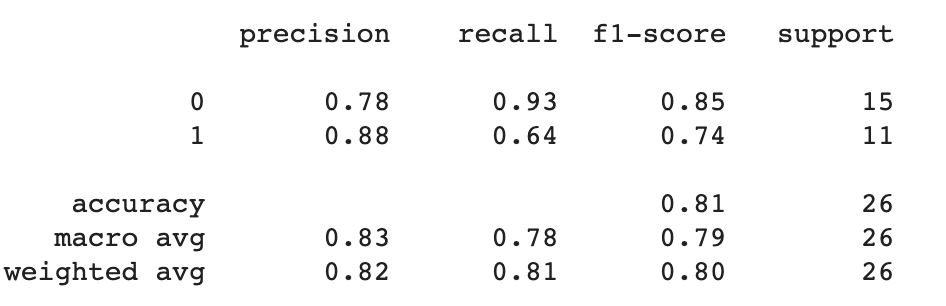 precision recall f1-score support
0 0.78 0.93 0.85 15
1 0.88 0.64 0.74 11
accuracy 0.81 26
macro avg 0.83 0.78 0.79 26
weighted avg 0.82 0.81 0.80 26